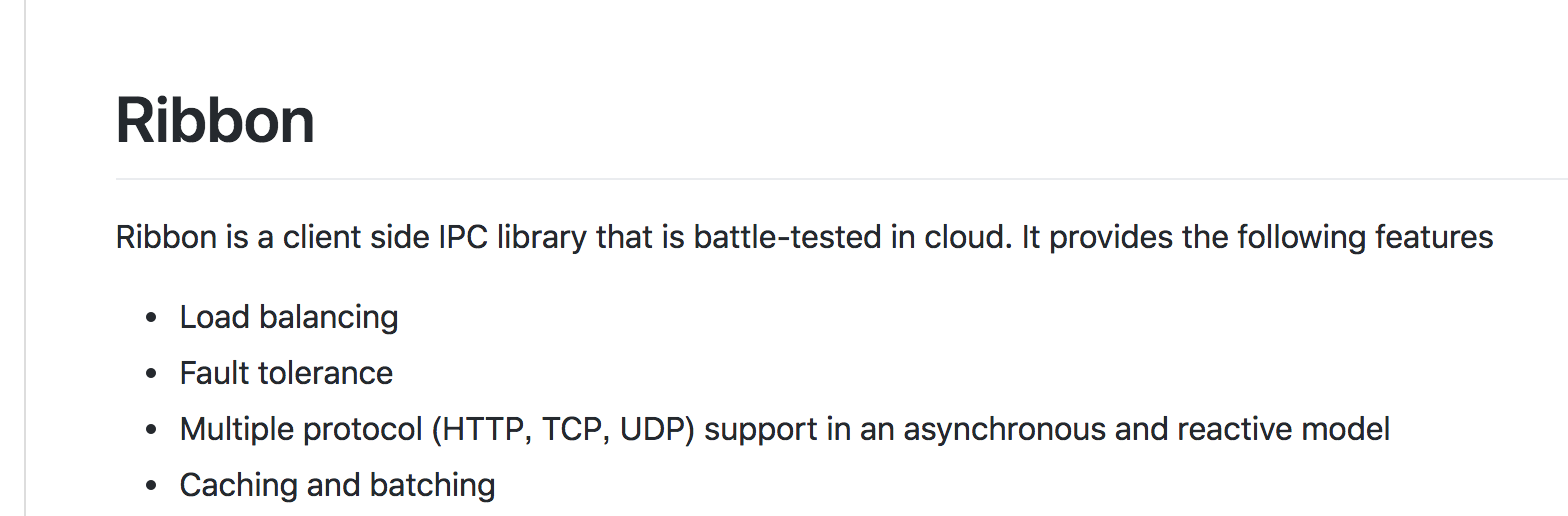 Ribbon
Ribbon is a client side IPC library that is battle-tested in cloud. It provides the following features
• Load balancing
• Fault tolerance
• Multiple protocol (HTTP, TCP, UDP) support in an asynchronous and reactive model
• Caching and batching